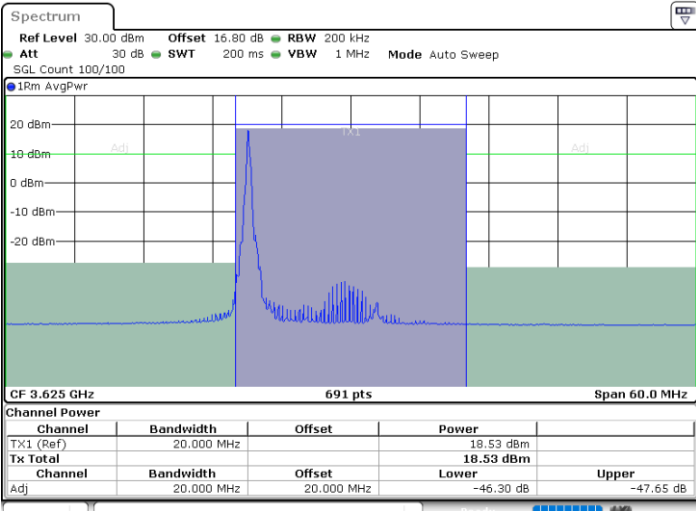 Spectrum
Ref Level 30.00 dBm Offset 16.80 dB RBW 200 kHz
Att 30 dB SWT 200 ms VBW 1 MHz Mode Auto Sweep
SGL Count 100/100
1Rm AvgPwr
20 dBm
TX1
Adj
Adj
10 dBm
0 dBm
-10 dBm
-20 dBm
CF 3.625 GHz 691 pts Span 60.0 MHz
Channel Power
Channel Bandwidth Offset Power
TX1 (Ref) 20.000 MHz 18.53 dBm
Tx Total 18.53 dBm
Channel Bandwidth Offset Lower Upper
Adj 20.000 MHz 20.000 MHz -46.30 dB -47.65 dB